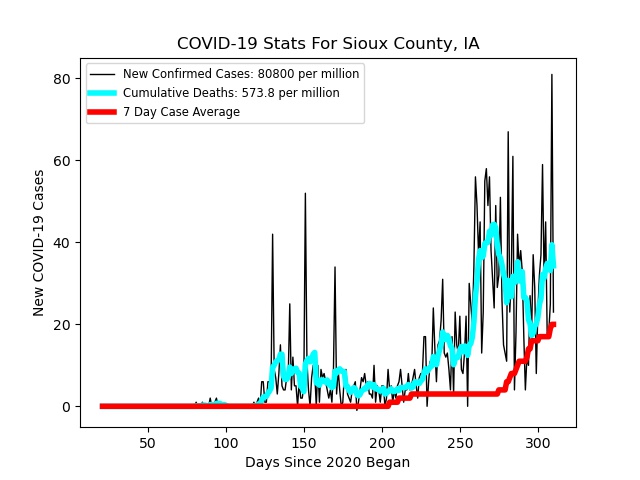 COVID-19 Stats For Sioux County, IA
New Confirmed Cases: 80800 per million
Cumulative Deaths: 573.8 per million
7 Day Case Average
New COVID-19 Cases
80
60
40
20
0
50 100 150 200 250 300
Days Since 2020 Began